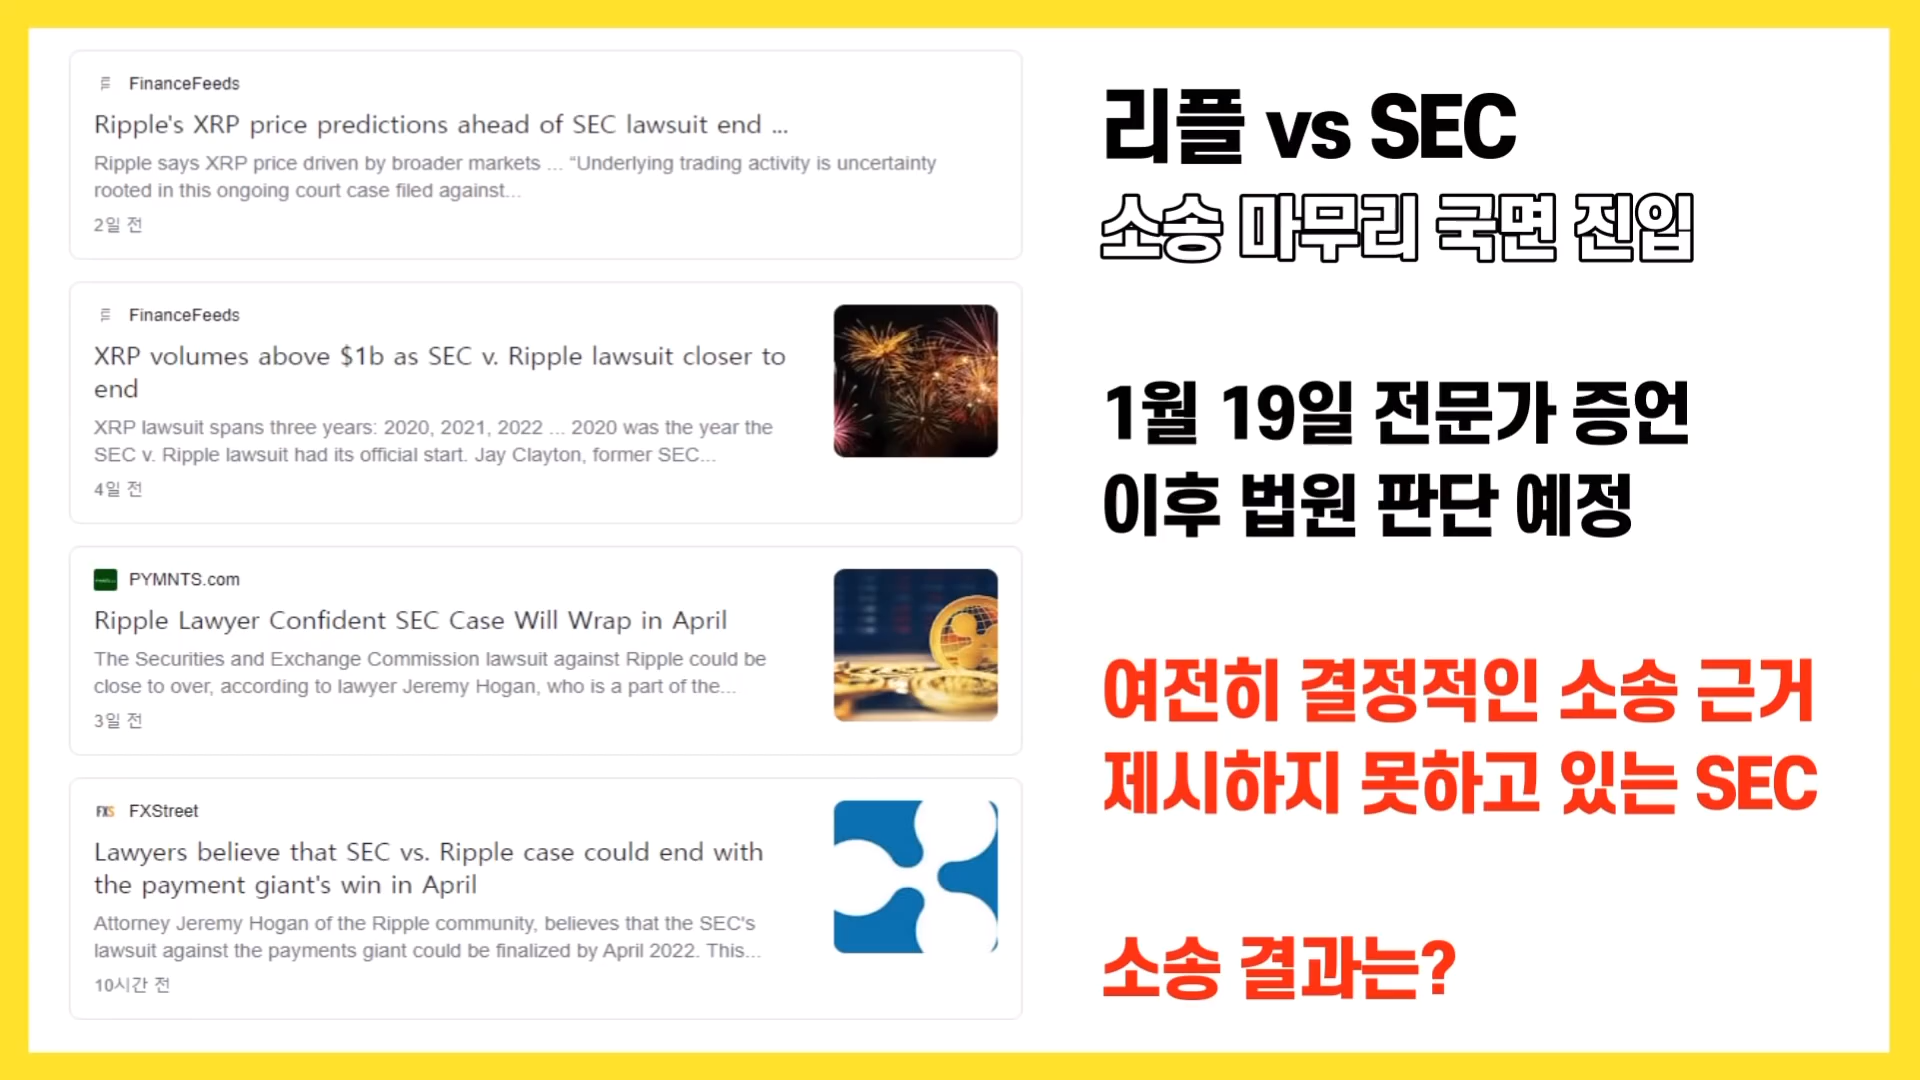 FinanceFeeds
Ripple's XRP price predictions ahead of SEC lawsuit end ...
Ripple says XRP price driven by broader markets ... “Underlying trading activity is uncertainty
rooted in this ongoing court case filed against...
2일 전
FinanceFeeds
XRP volumes above $1b as SEC v. Ripple lawsuit closer to
end
XRP lawsuit spans three years: 2020, 2021, 2022 ... 2020 was the year the
SEC v. Ripple lawsuit had its official start. Jay Clayton, former SEC...
4일 전
PYMNTS.com
Ripple Lawyer Confident SEC Case Will Wrap in April
The Securities and Exchange Commission lawsuit against Ripple could be
close to over, according to lawyer Jeremy Hogan, who is a part of the...
3일 전
FXS FXStreet
Lawyers believe that SEC vs. Ripple case could end with
the payment giant's win in April
Attorney Jeremy Hogan of the Ripple community, believes that the SEC's
lawsuit against the payments giant could be finalized by April 2022. This...
10시간 전
리플 vs SEC
소송 마무리 국면 진입
1월 19일 전문가 증언
이후 법원 판단 예정
여전히 결정적인 소송 근거
제시하지 못하고 있는 SEC
소송 결과는?